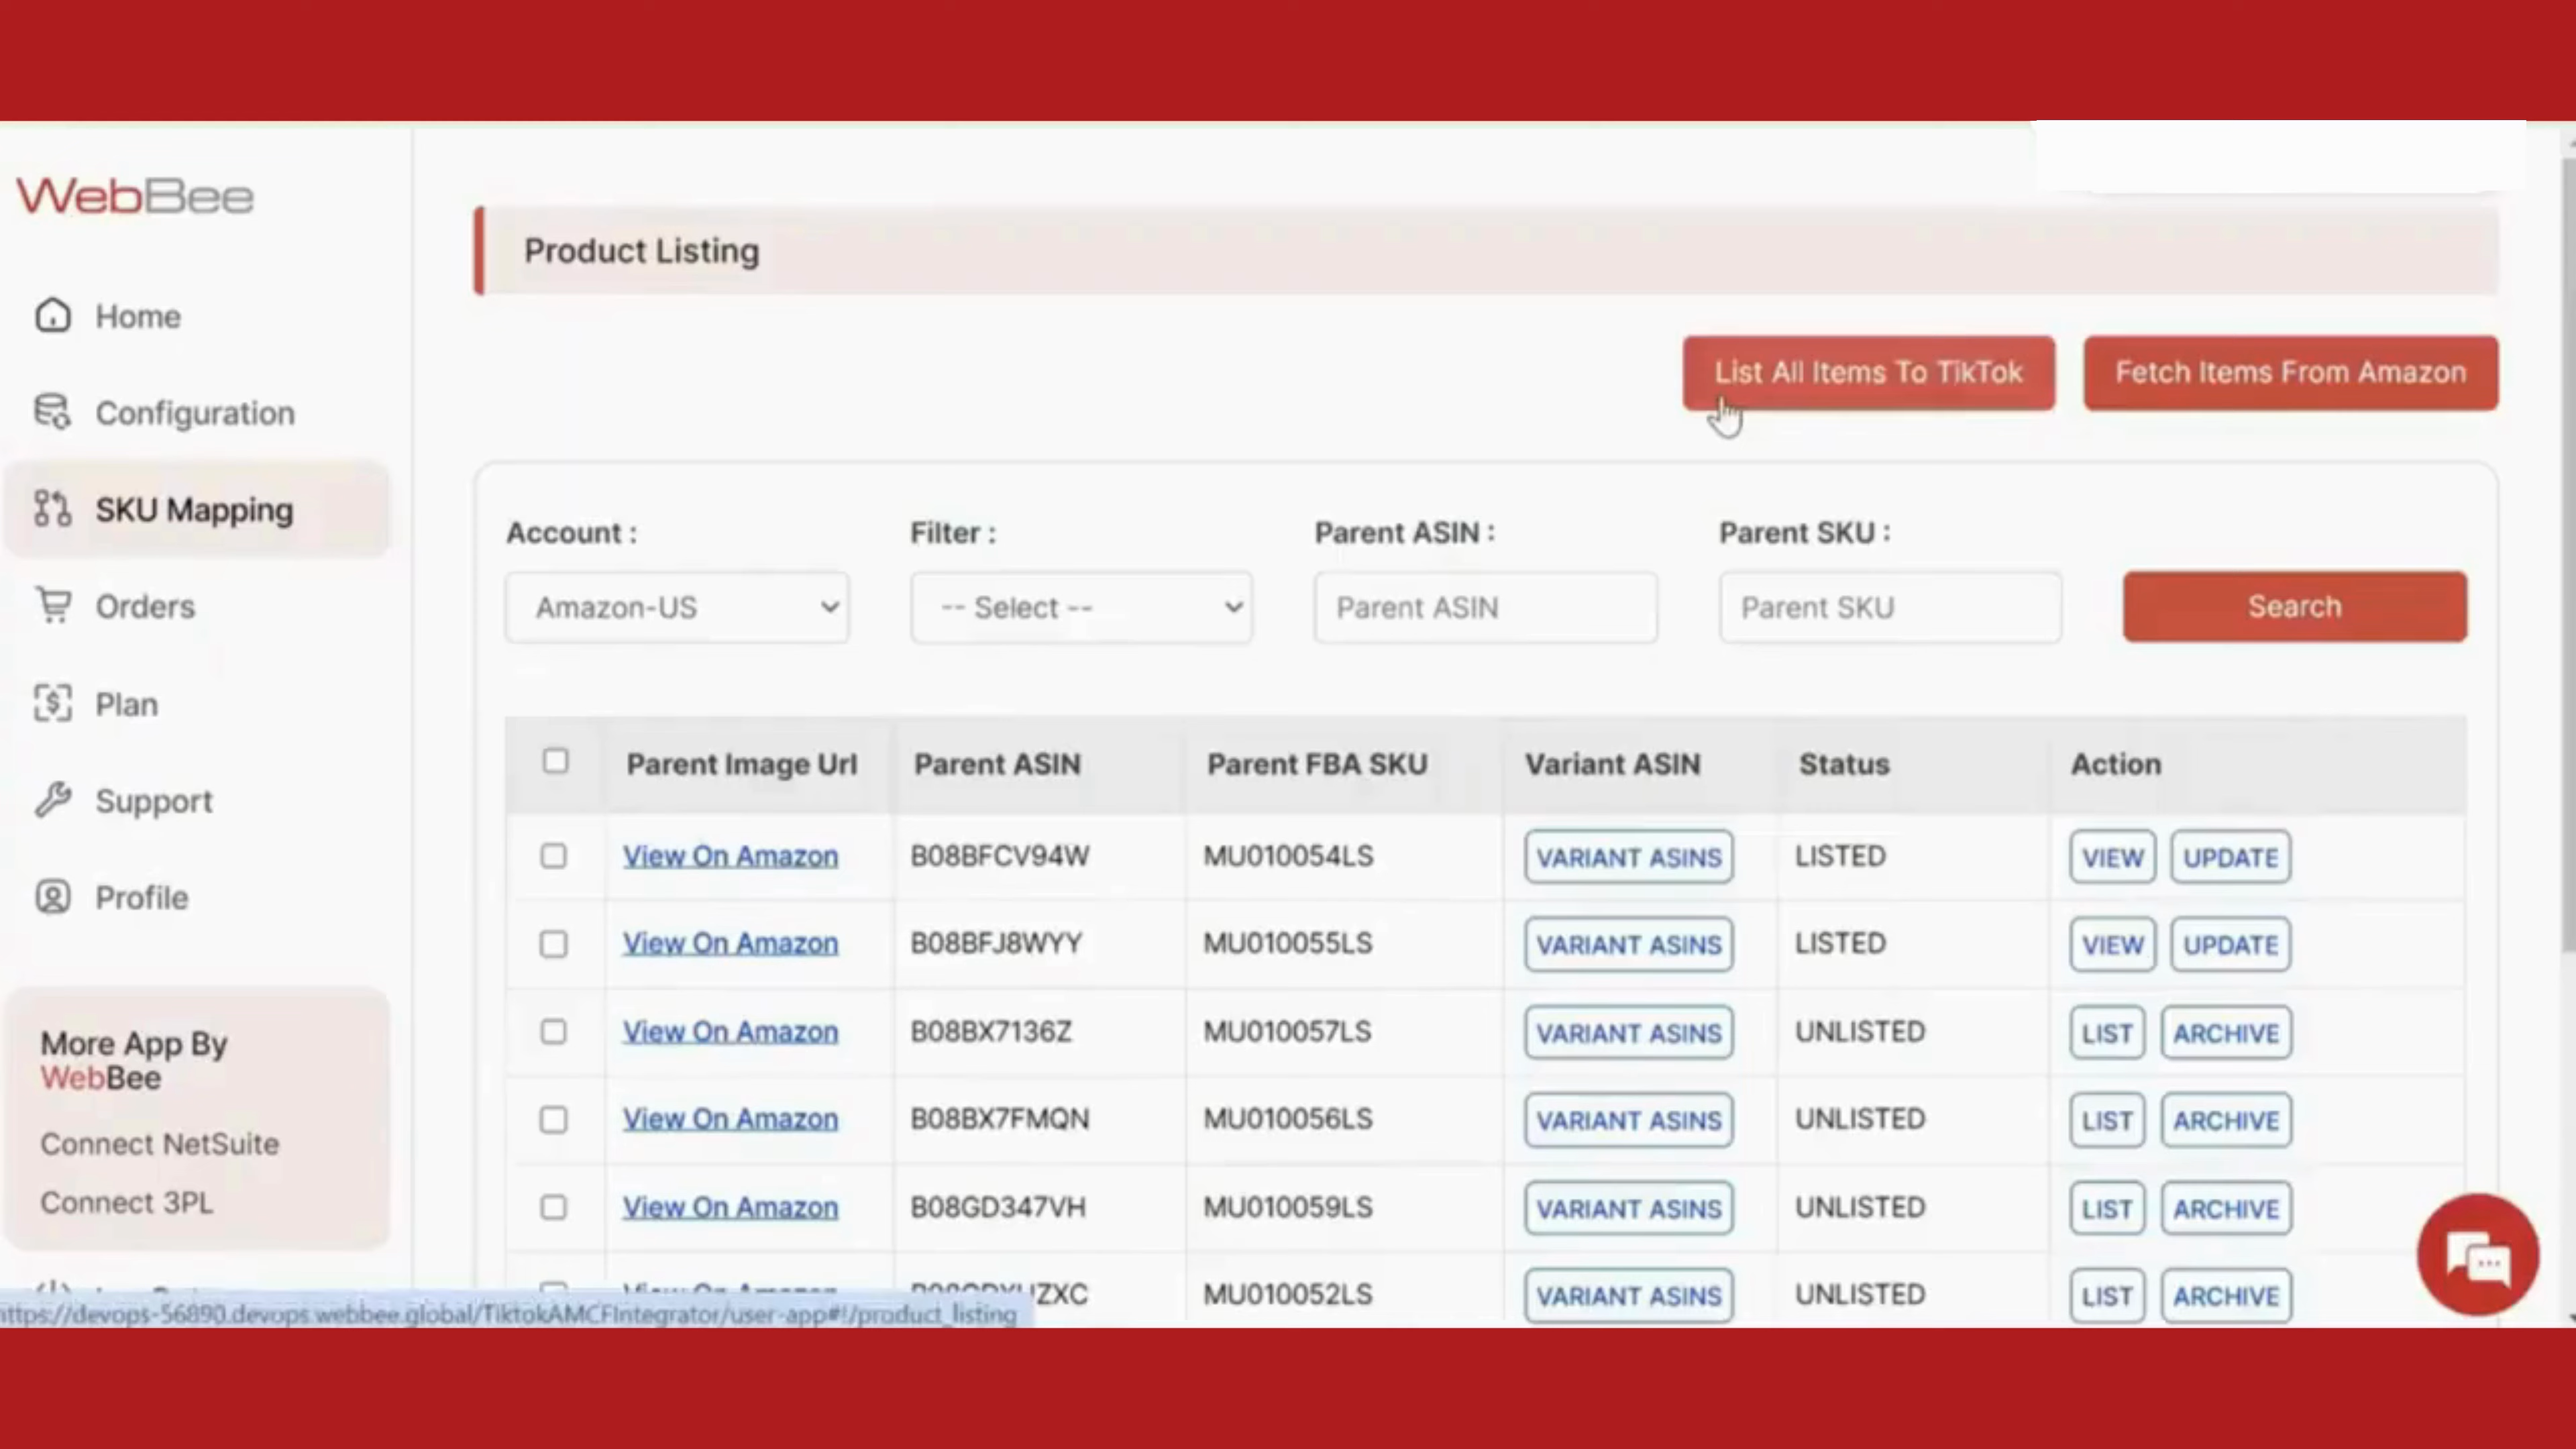 WebBee
Home
Configuration
SKU Mapping
Orders
Plan
Support
Profile
More App By
WebBee
Connect NetSuite
Connect 3PL
Product Listing
List All Items To TikTok
Fetch Items From Amazon
Account : Filter : Parent ASIN : Parent SKU :
Amazon-US -- Select -- Parent ASIN Parent SKU Search
Parent Image Url Parent ASIN Parent FBA SKU Variant ASIN Status Action
View On Amazon B08BFCV94W MU010054LS VARIANT ASINS LISTED VIEW UPDATE
View On Amazon B08BFJ8WYY MU010055LS VARIANT ASINS LISTED VIEW UPDATE
View On Amazon B08BX7136Z MU010057LS VARIANT ASINS UNLISTED LIST ARCHIVE
View On Amazon B08BX7FMQN MU010056LS VARIANT ASINS UNLISTED LIST ARCHIVE
View On Amazon B08GD347VH MU010059LS VARIANT ASINS UNLISTED LIST ARCHIVE
View On Amazon MU010052LS VARIANT ASINS UNLISTED LIST ARCHIVE
ttps://devops-56890.devops.webbee.global/TiktokAMCFIntegrator/user-app#!/product_listing